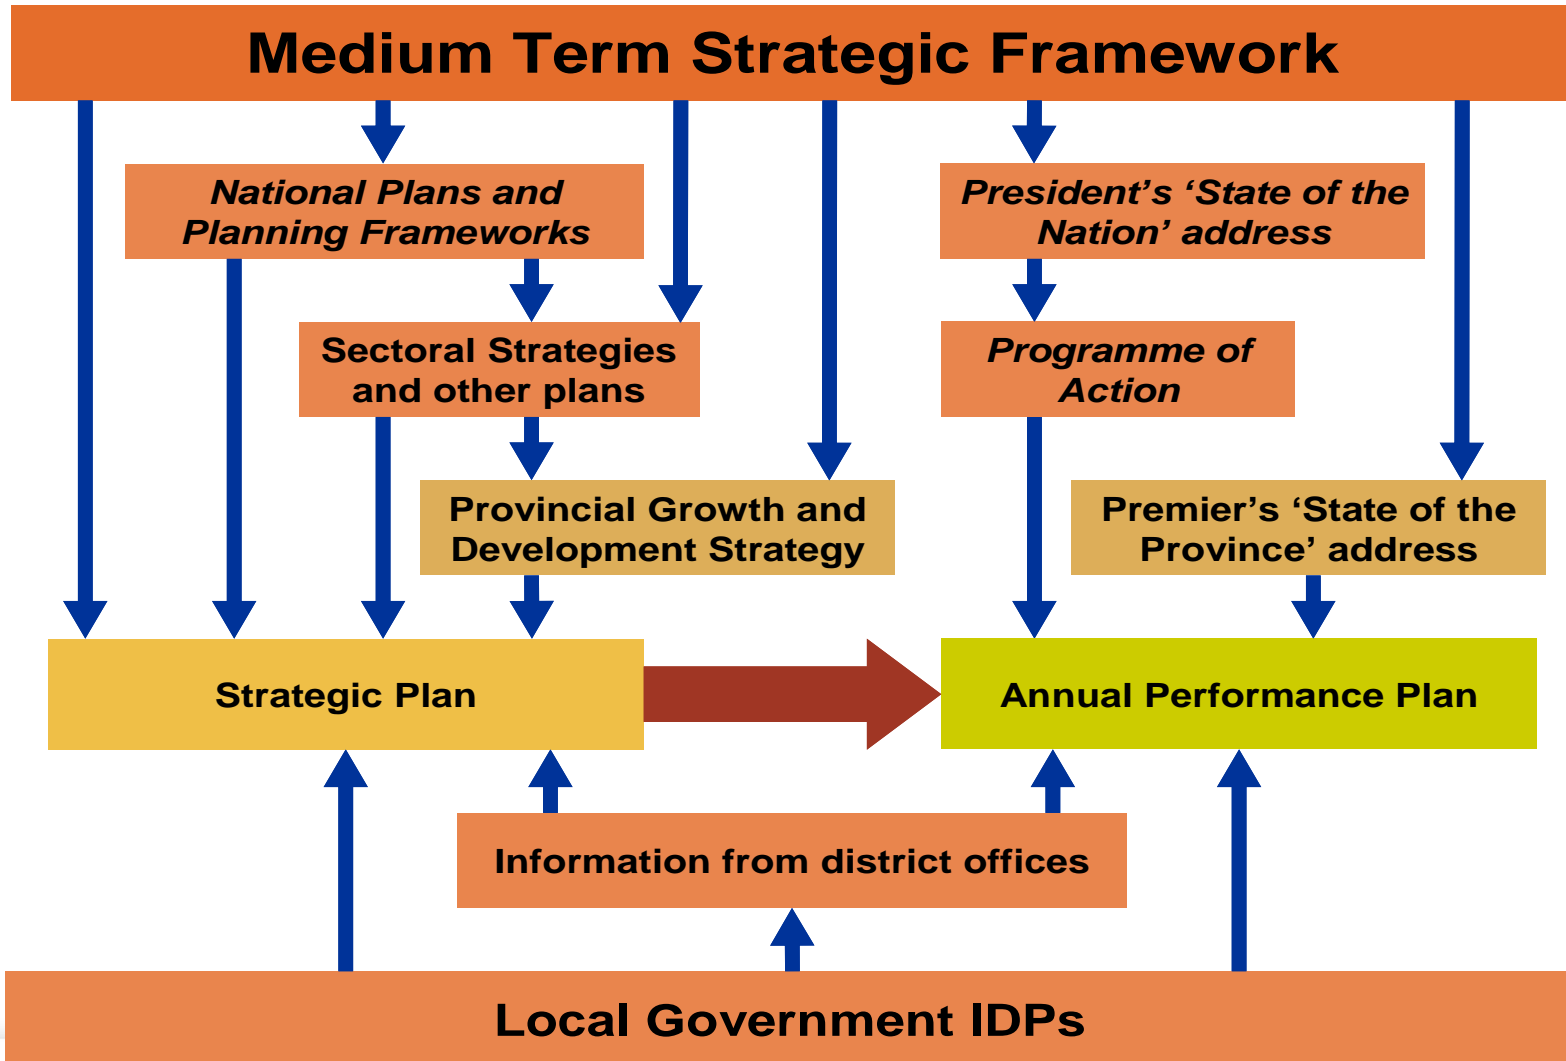 Medium Term Strategic Framework
National Plans and
Planning Frameworks
President’s ‘State of the
Nation’ address
Sectoral Strategies
and other plans
Programme of
Action
Provincial Growth and
Development Strategy
Premier’s ‘State of the
Province’ address
Strategic Plan
Annual Performance Plan
Information from district offices
Local Government IDPs